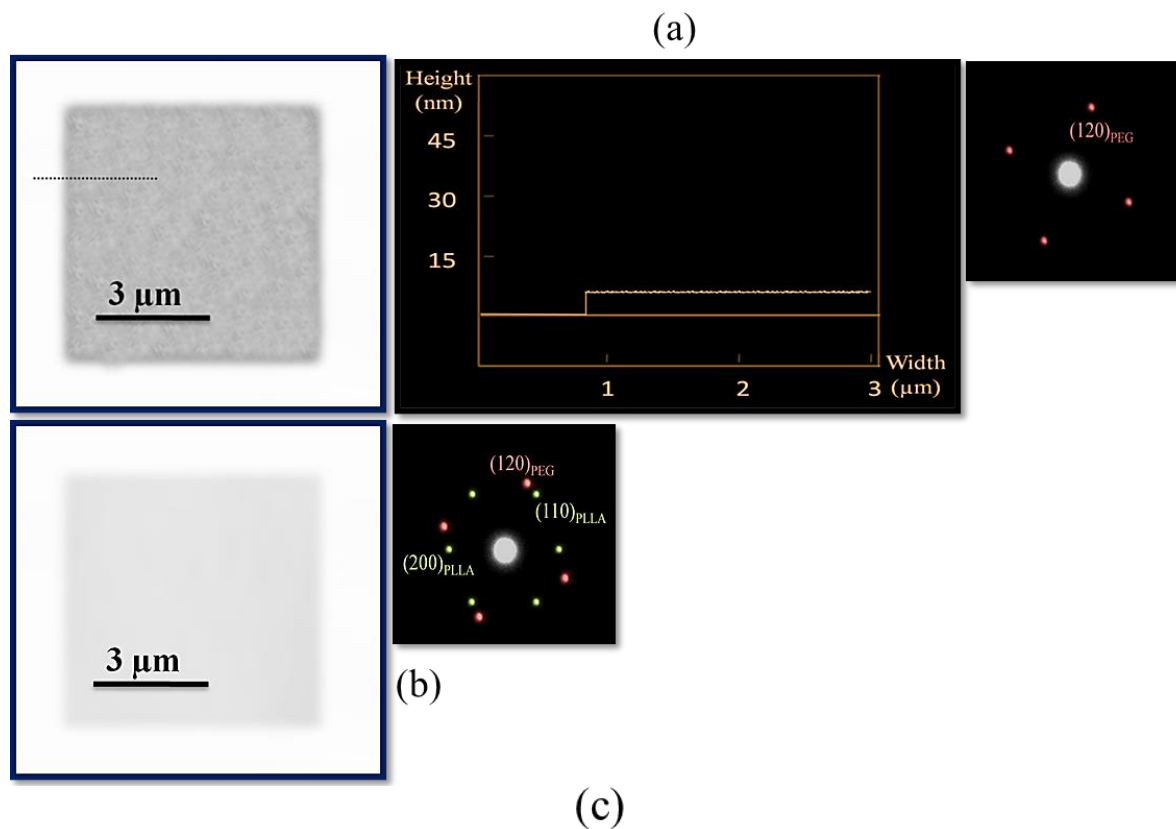 (a)
3 μm
Height
(nm)
45
30
15
1
2
3
Width
(μm)
(120)PEG
3 μm
(120)PEG
(110)PLLA
(200)PLLA
(b)
(c)